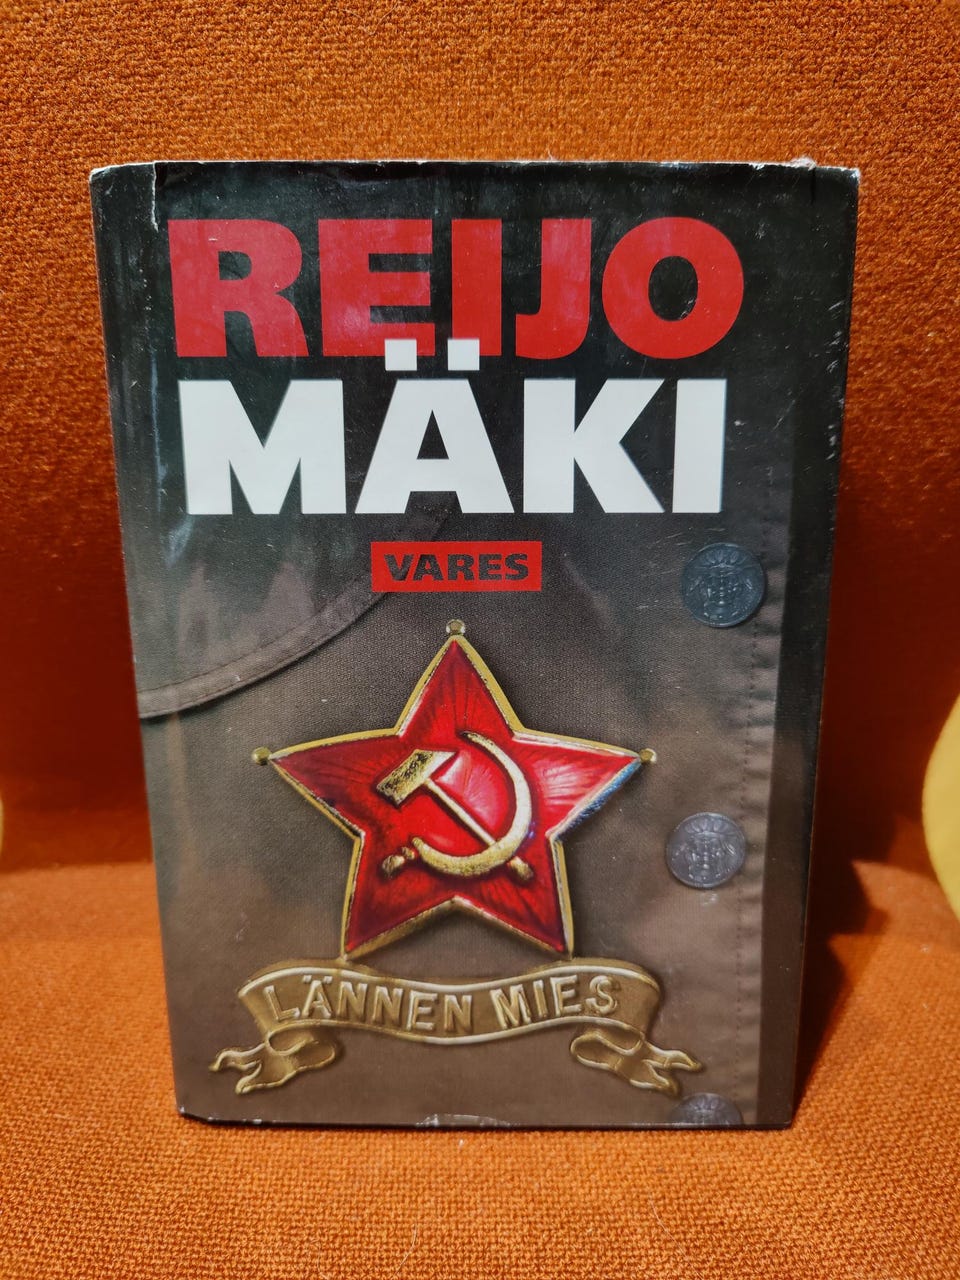 REIJO
MÄKI
VARES
LÄNNEN MIES